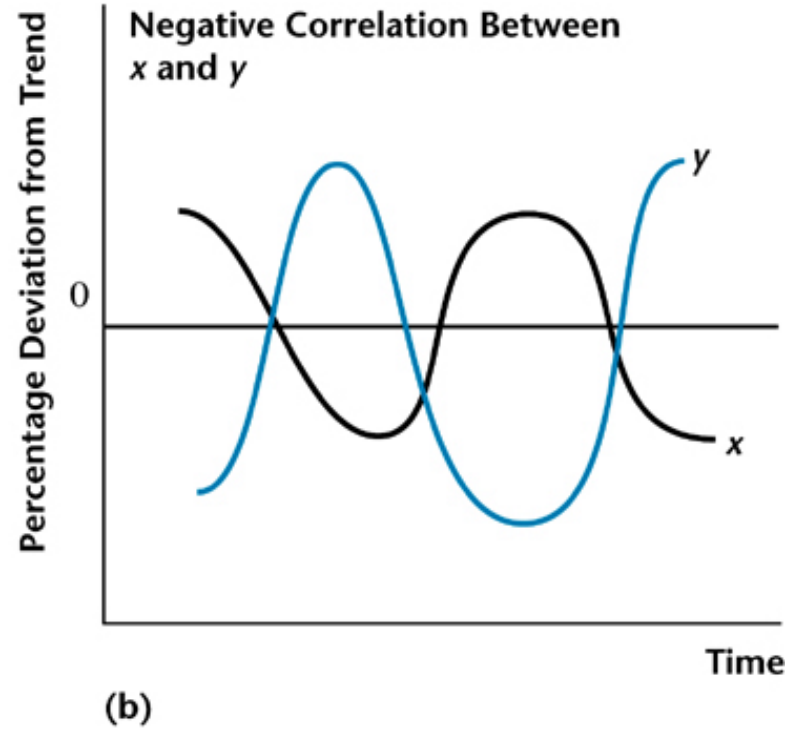 Negative Correlation Between
x and y
Percentage Deviation from Trend
0
y
x
Time
(b)